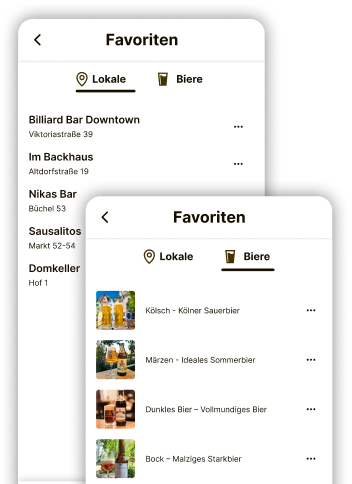 Favoriten
Lokale
Biere
Billiard Bar Downtown
Viktoriastraße 39
Im Backhaus
Altdorfstraße 19
Nikas Bar
Büchel 53
Sausalitos
Markt 52-54
Domkeller
Hof 1
Favoriten
Lokale
Biere
Kölsch - Kölner Sauerbier
Märzen - Ideales Sommerbier
Dunkles Bier – Vollmundiges Bier
Bock – Malziges Starkbier